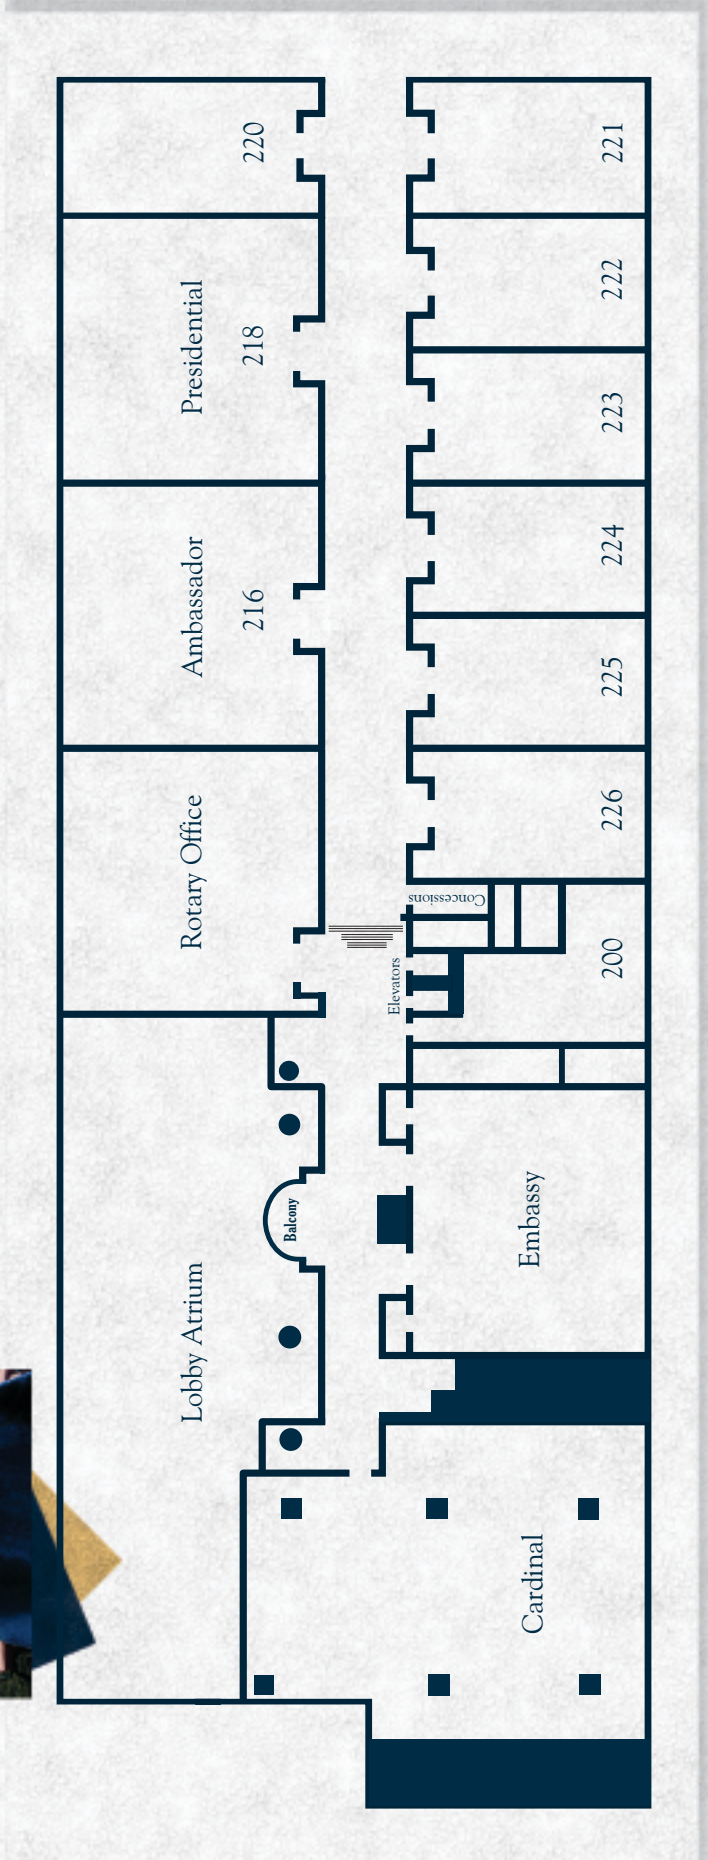 220
221
Presidential
218
222
223
Ambassador
216
224
225
Rotary Office
226
Concessions
Elevators
200
Balcony
Embassy
Lobby Atrium
Cardinal